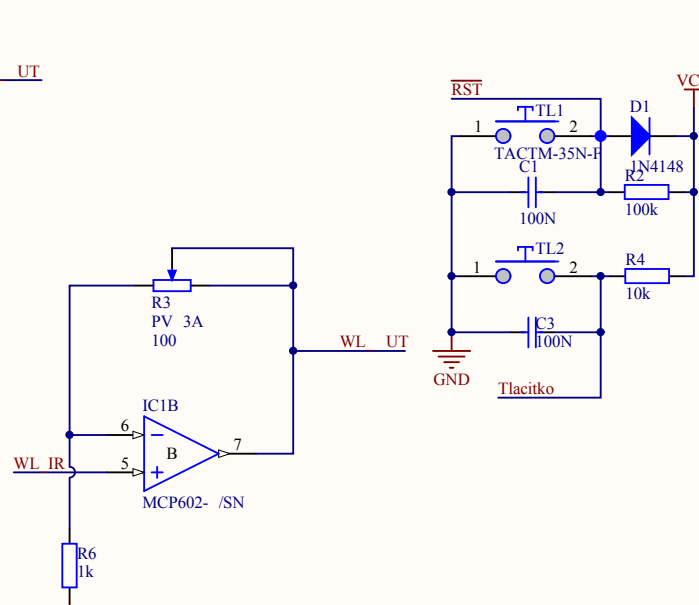 UT
RST
VC
TL1
D1
1
2
TACTM-35N-F
1N4148
C1
R2
100N
100k
TL2
1
2
R4
10k
C3
100N
R3
PV 3A
100
WL UT
GND
Tlacitko
IC1B
6
7
B
WL IR
5
MCP602- /SN
R6
1k